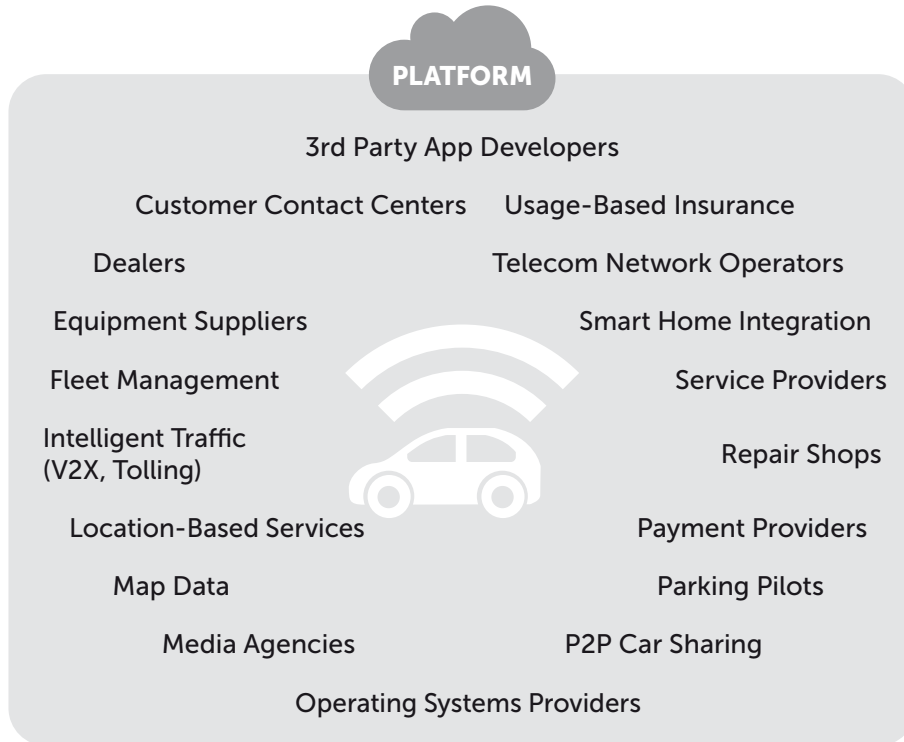 PLATFORM
3rd Party App Developers
Customer Contact Centers
Usage-Based Insurance
Dealers
Telecom Network Operators
Equipment Suppliers
Smart Home Integration
Fleet Management
Service Providers
Intelligent Traffic
(V2X, Tolling)
Repair Shops
Location-Based Services
Payment Providers
Map Data
Parking Pilots
Media Agencies
P2P Car Sharing
Operating Systems Providers